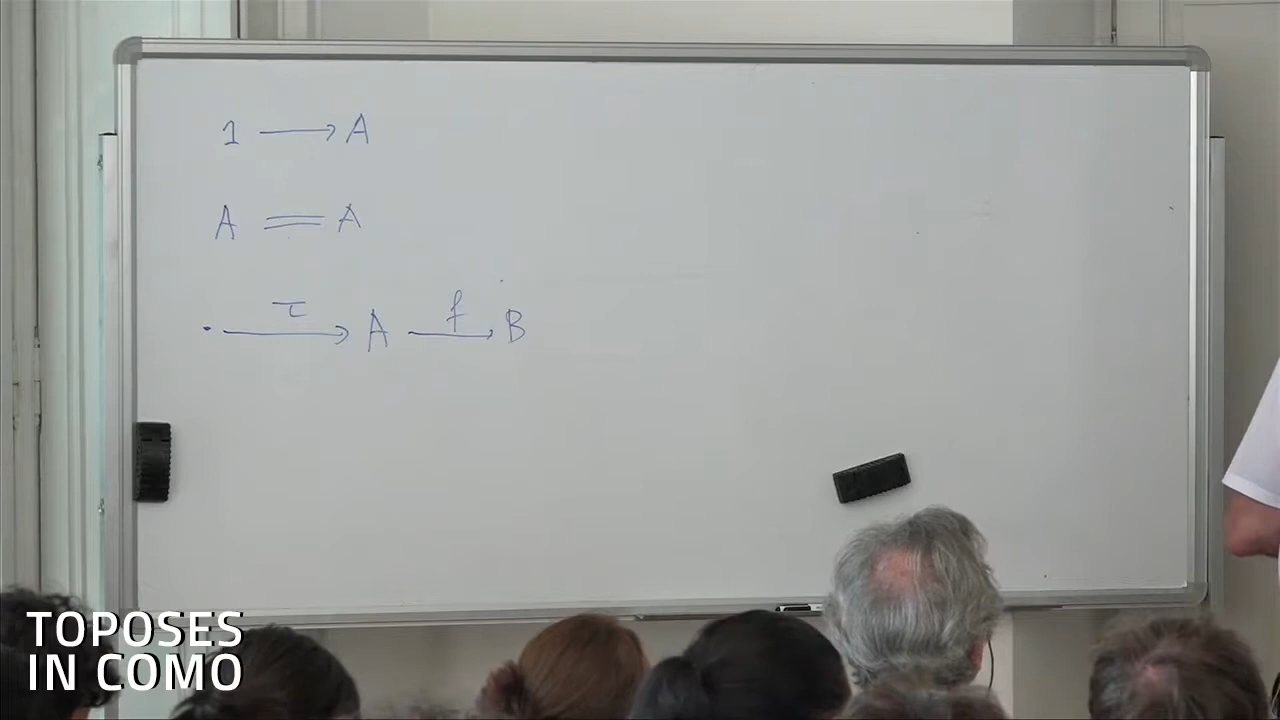 1 ⟶ A
A = A
· ⟶τ A ⟶f B
TOPOSES
IN COMO